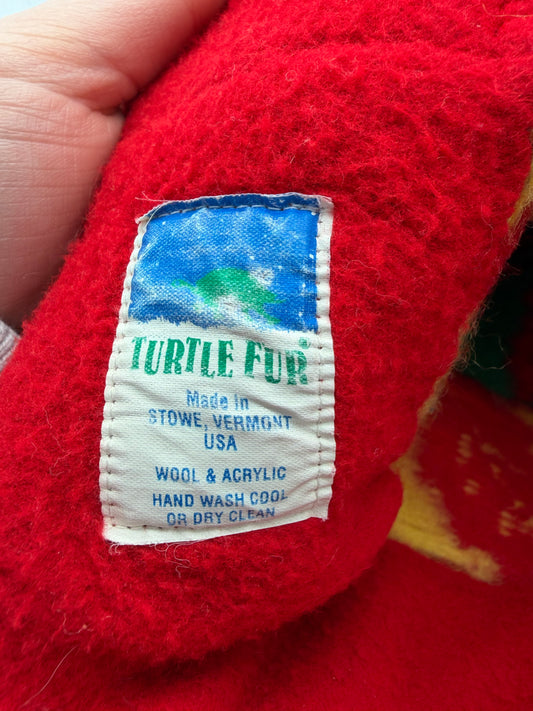 TURTLE FUR®
Made in
STOWE, VERMONT
USA
WOOL & ACRYLIC
HAND WASH COOL
OR DRY CLEAN